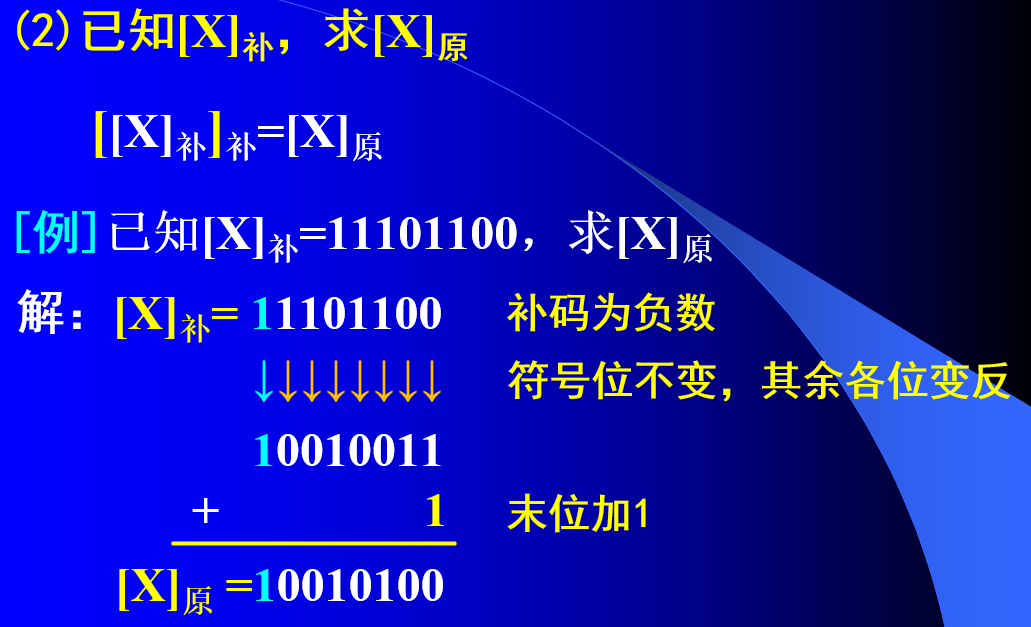 (2)已知[X]补，求[X]原
[[X]补]补=[X]原
[例]已知[X]补=11101100，求[X]原
解：[X]补= 11101100 补码为负数
↓↓↓↓↓↓↓↓ 符号位不变，其余各位变反
10010011
+ 1 末位加1
[X]原 =10010100